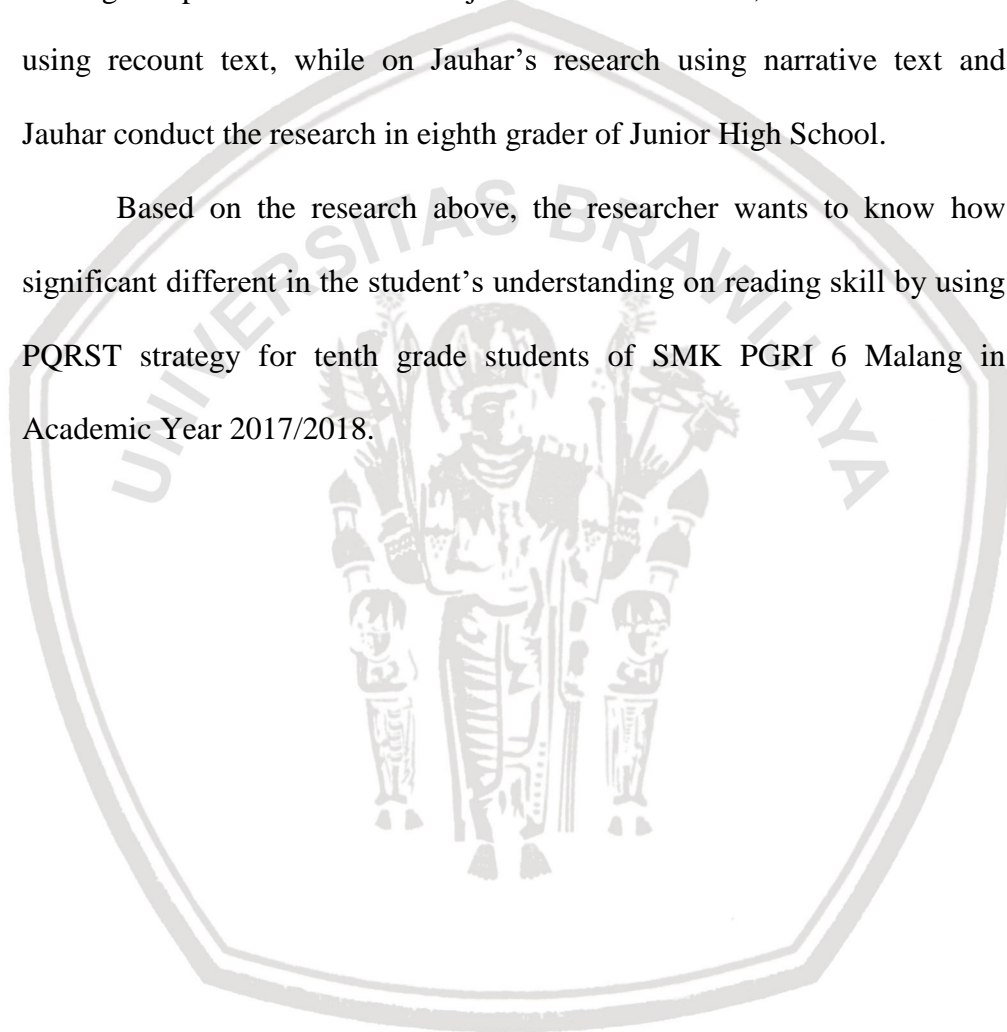 using recount text, while on Jauhar's research using narrative text and
Jauhar conduct the research in eighth grader of Junior High School.
Based on the research above, the researcher wants to know how
significant different in the student's understanding on reading skill by using
PQRST strategy for tenth grade students of SMK PGRI 6 Malang in
Academic Year 2017/2018.
UNIVERSITAS BRAWIJAYA